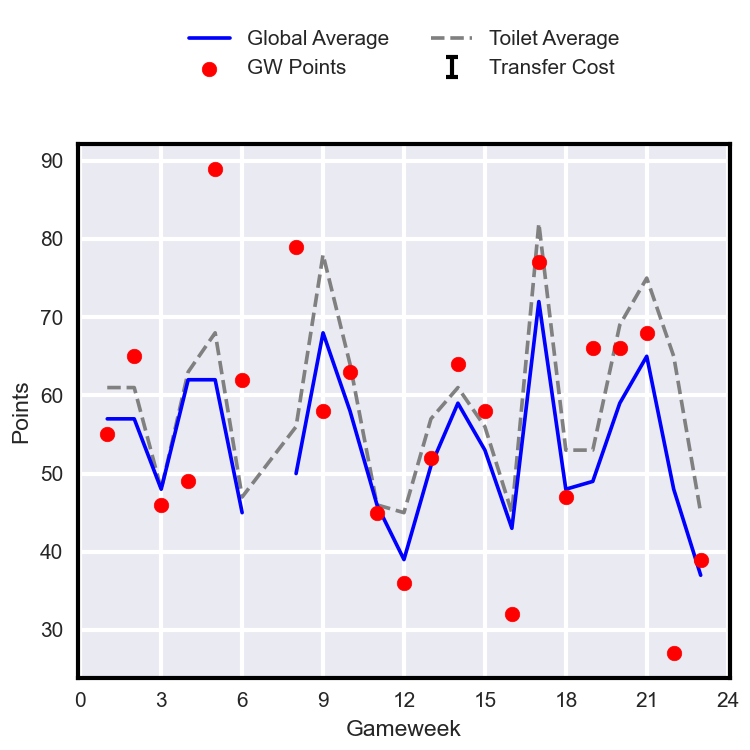 Global Average
Toilet Average
GW Points
Transfer Cost
90
80
70
60
50
40
30
Points
0 3 6 9 12 15 18 21 24
Gameweek